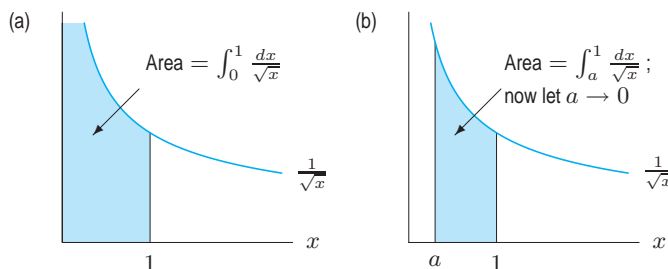 (a)
Area = ∫₀¹ dx/√x
1/√x
1
x
(b)
Area = ∫ₐ¹ dx/√x ;
now let a → 0
1/√x
a
1
x